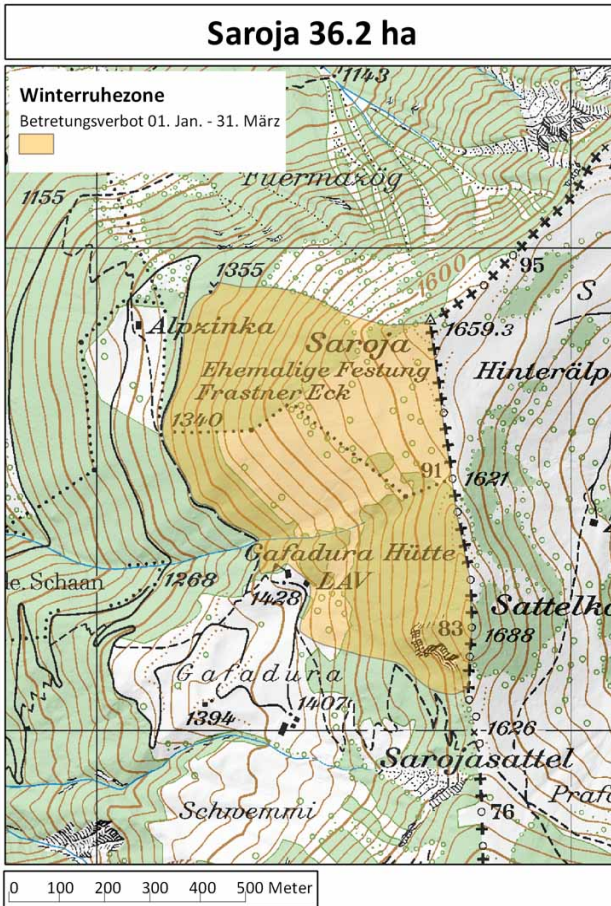 Saroja 36.2 ha
Winterruhezone
Betretungsverbot 01. Jan. - 31. März
1143
Fuermazög
1155
1355
1600
95
S
Alpzinka
Saroja
1659.3
Ehemalige Festung
Frastner Eck
Hinterälp
1340
91
1621
Gafadura Hütte
LAV
de. Schaan
1268
1428
Sattelk
83
1688
Gafadura
1407
1394
1626
Sarojasattel
Praf
Schwemmi
76
0 100 200 300 400 500 Meter